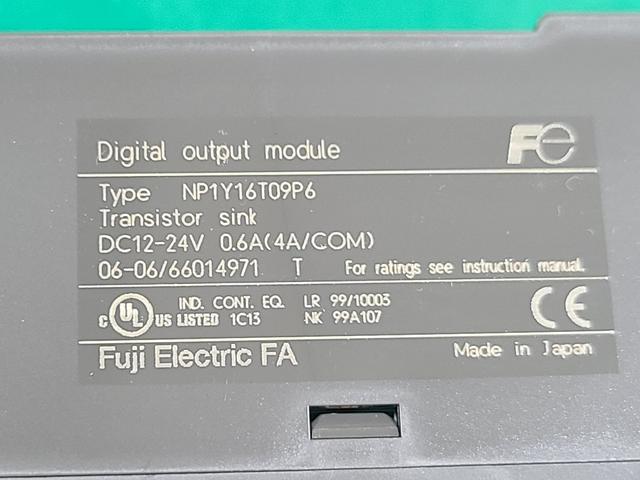 Digital output module
Fe
Type NP1Y16T09P6
Transistor sink
DC12-24V 0.6A(4A/COM)
06-06/66014971 T For ratings see instruction manual.
c UL US LISTED IND. CONT. EQ. 1C13 LR 99/10003 NK 99A107 CE
Fuji Electric FA Made in Japan